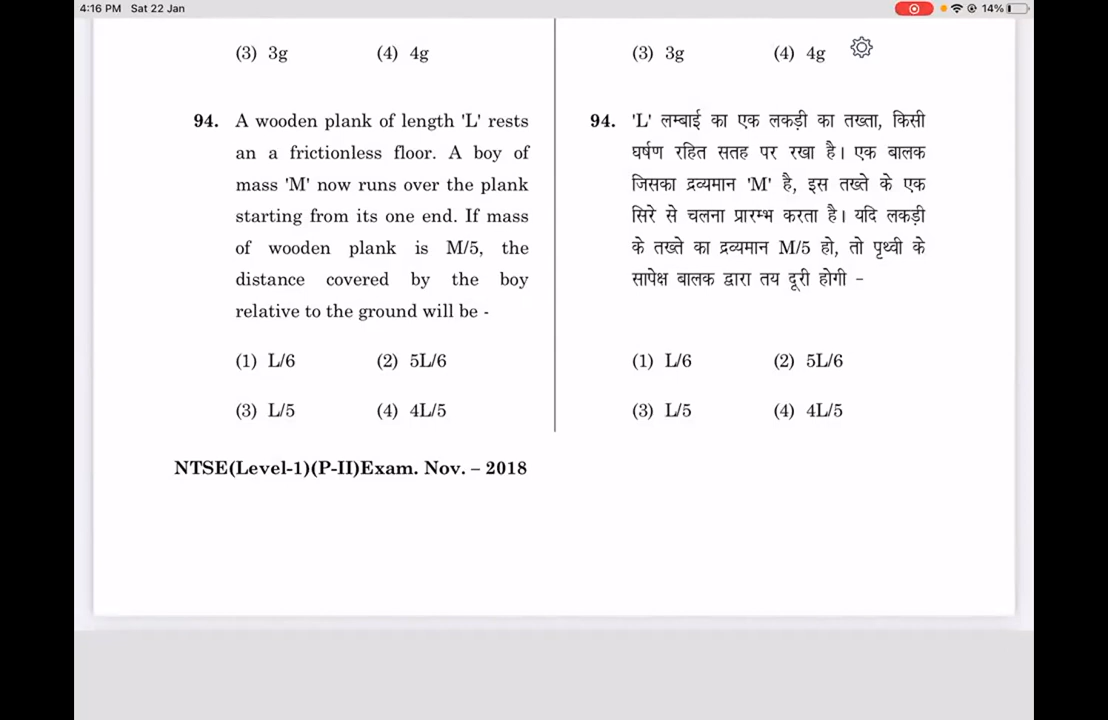 4:16 PM Sat 22 Jan
14%
(3) 3g (4) 4g
94. A wooden plank of length 'L' rests
an a frictionless floor. A boy of
mass 'M' now runs over the plank
starting from its one end. If mass
of wooden plank is M/5, the
distance covered by the boy
relative to the ground will be -
(1) L/6 (2) 5L/6
(3) L/5 (4) 4L/5
NTSE(Level-1)(P-II)Exam. Nov. – 2018
(3) 3g (4) 4g
94. 'L' लम्बाई का एक लकड़ी का तख्ता, किसी
घर्षण रहित सतह पर रखा है। एक बालक
जिसका द्रव्यमान 'M' है, इस तख्ते के एक
सिरे से चलना प्रारम्भ करता है। यदि लकड़ी
के तख्ते का द्रव्यमान M/5 हो, तो पृथ्वी के
सापेक्ष बालक द्वारा तय दूरी होगी –
(1) L/6 (2) 5L/6
(3) L/5 (4) 4L/5